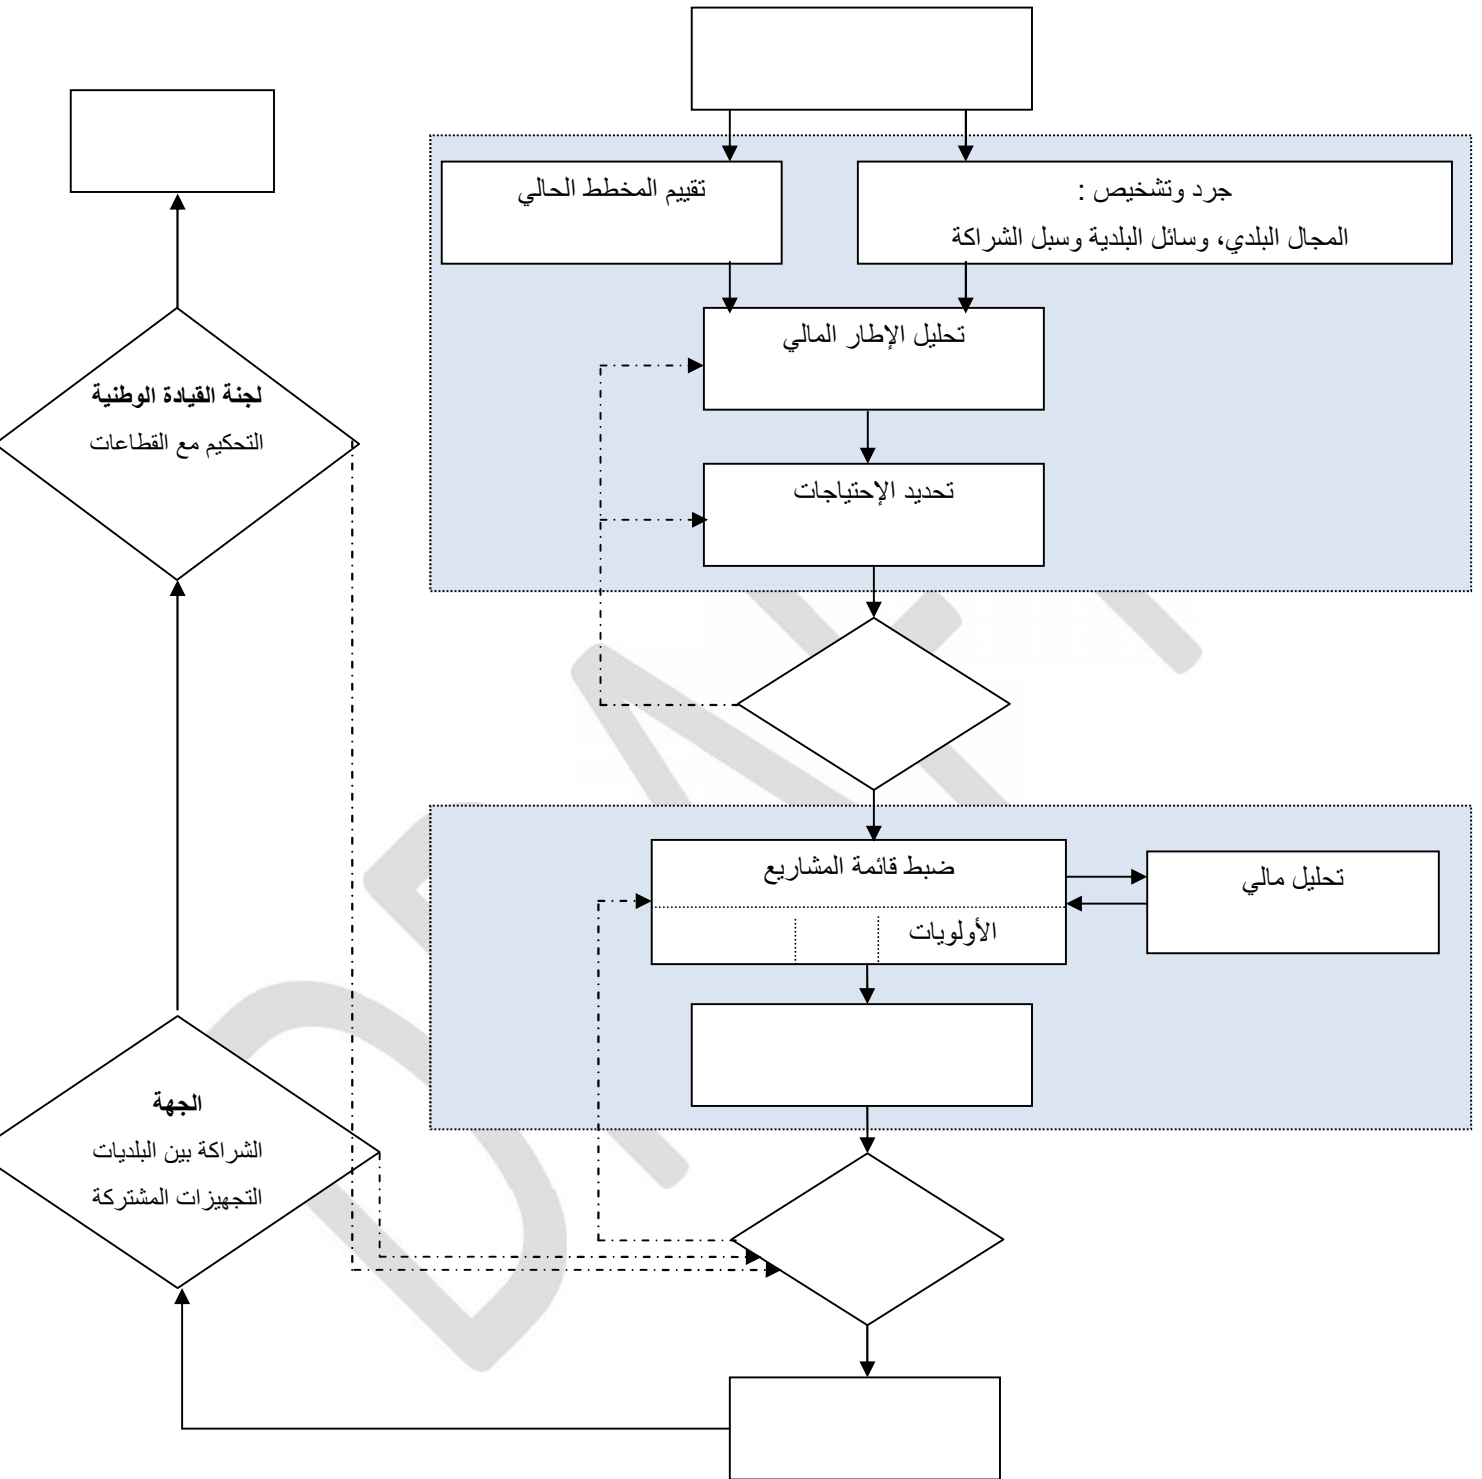 جرد وتشخيص :
المجال البلدي، وسائل البلدية وسبل الشراكة
تقييم المخطط الحالي
تحليل الإطار المالي
تحديد الإحتياجات
لجنة القيادة الوطنية
التحكيم مع القطاعات
ضبط قائمة المشاريع
الأولويات
تحليل مالي
الجهة
الشراكة بين البلديات
التجهيزات المشتركة
DRAFT